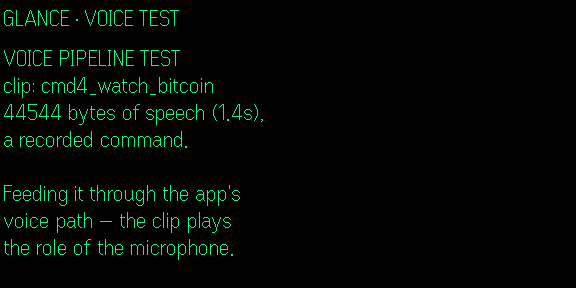 GLANCE · VOICE TEST
VOICE PIPELINE TEST
clip: cmd4_watch_bitcoin
44544 bytes of speech (1.4s),
a recorded command.
Feeding it through the app's
voice path — the clip plays
the role of the microphone.